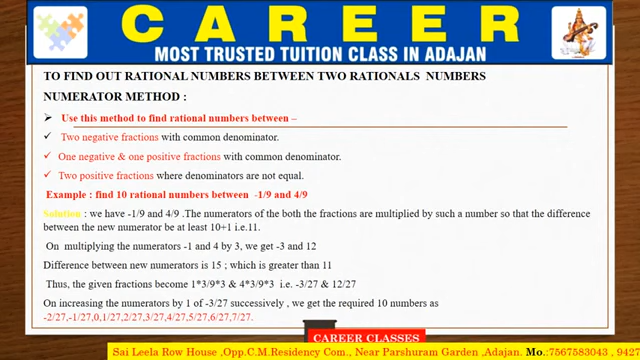 CAREER
MOST TRUSTED TUITION CLASS IN ADAJAN
TO FIND OUT RATIONAL NUMBERS BETWEEN TWO RATIONALS NUMBERS
NUMERATOR METHOD :
➢ Use this method to find rational numbers between –
✓ Two negative fractions with common denominator.
✓ One negative & one positive fractions with common denominator.
✓ Two positive fractions where denominators are not equal.
Example : find 10 rational numbers between -1/9 and 4/9
Solution : we have -1/9 and 4/9 .The numerators of the both the fractions are multiplied by such a number so that the difference
between the new numerator be at least 10+1 i.e.11.
On multiplying the numerators -1 and 4 by 3, we get -3 and 12
Difference between new numerators is 15 ; which is greater than 11
Thus, the given fractions become 1*3/9*3 & 4*3/9*3 i.e. -3/27 & 12/27
On increasing the numerators by 1 of -3/27 successively , we get the required 10 numbers as
-2/27,-1/27,0,1/27,2/27,3/27,4/27,5/27,6/27,7/27.
CAREER CLASSES
Sai Leela Row House ,Opp.C.M.Residency Com., Near Parshuram Garden ,Adajan. Mo.:7567583043 , 9427